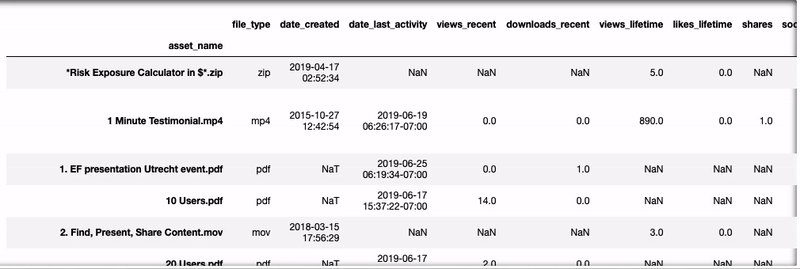 file_type date_created date_last_activity views_recent downloads_recent views_lifetime likes_lifetime shares
asset_name
*Risk Exposure Calculator in $*.zip zip 2019-04-17 02:52:34 NaN NaN NaN 5.0 0.0 NaN
1 Minute Testimonial.mp4 mp4 2015-10-27 12:42:54 2019-06-19 06:26:17-07:00 0.0 0.0 890.0 0.0 1.0
1. EF presentation Utrecht event.pdf pdf NaT 2019-06-25 06:19:34-07:00 0.0 1.0 NaN NaN NaN
10 Users.pdf pdf NaT 2019-06-17 15:37:22-07:00 14.0 0.0 NaN NaN NaN
2. Find, Present, Share Content.mov mov 2018-03-15 17:56:29 NaN NaN NaN 3.0 0.0 NaN
20 Users.pdf pdf NaT 2019-06-17 2.0 0.0 NaN NaN NaN